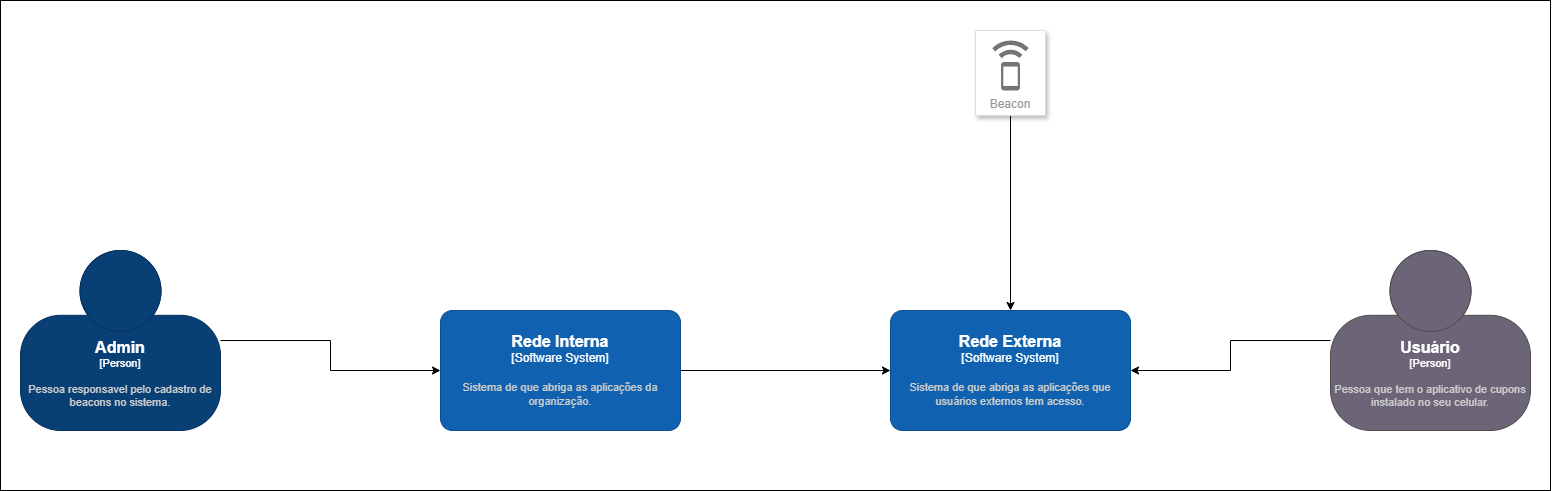 Beacon
Admin
[Person]
Pessoa responsavel pelo cadastro de
beacons no sistema.
Rede Interna
[Software System]
Sistema de que abriga as aplicações da
organização.
Rede Externa
[Software System]
Sistema de que abriga as aplicações que
usuários externos tem acesso.
Usuário
[Person]
Pessoa que tem o aplicativo de cupons
instalado no seu celular.